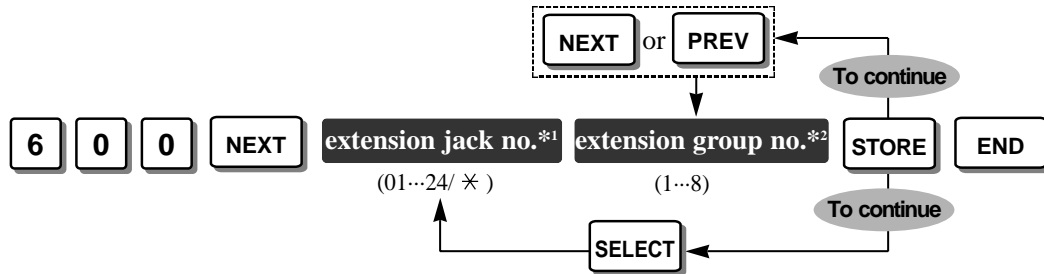 NEXT or PREV
To continue
6 0 0 NEXT extension jack no.*1 extension group no.*2 STORE END
(01···24/ ✳ ) (1···8)
To continue
SELECT